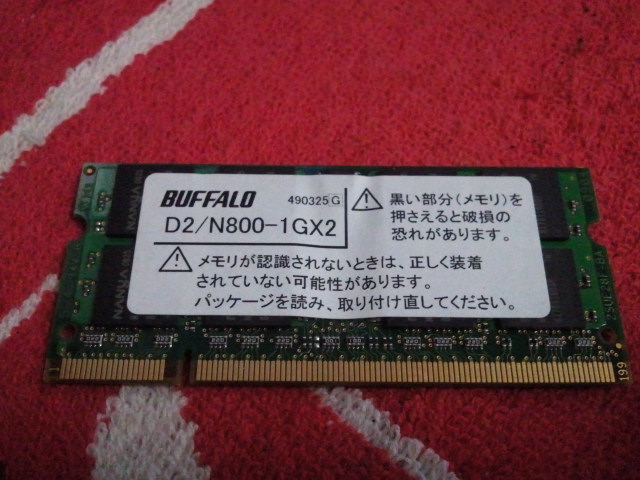 BUFFALO
490325 G
D2/N800-1GX2
黒い部分(メモリ)を
押さえると破損の
恐れがあります。
メモリが認識されないときは、正しく装着
されていない可能性があります。
パッケージを読み、取り付け直してください。
NANYA
NANYA
1
199